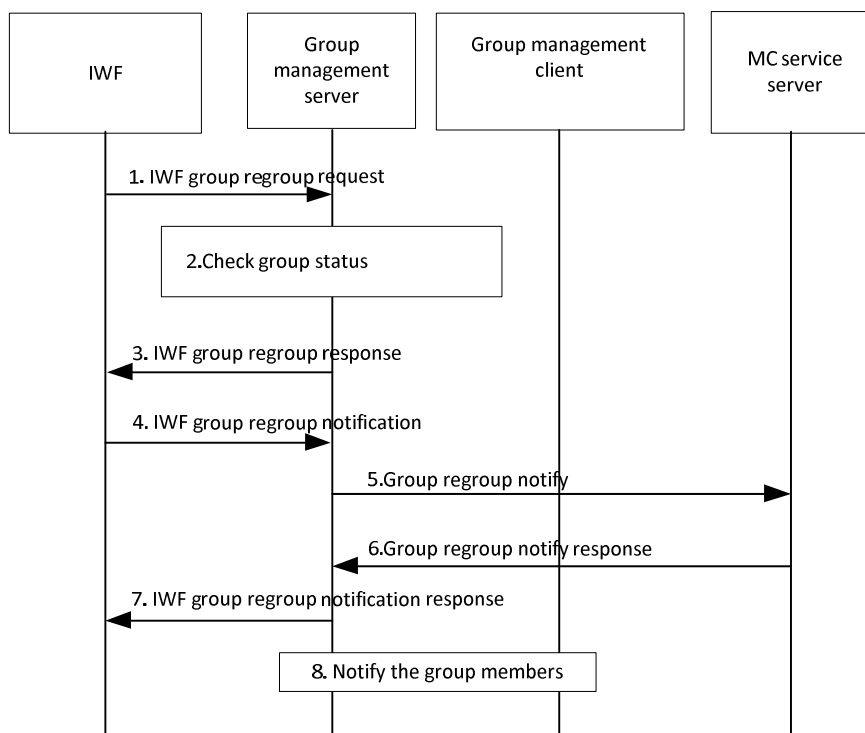 IWF
Group
management
server
Group management
client
MC service
server
1. IWF group regroup request
2.Check group status
3. IWF group regroup response
4. IWF group regroup notification
5.Group regroup notify
6.Group regroup notify response
7. IWF group regroup notification response
8. Notify the group members